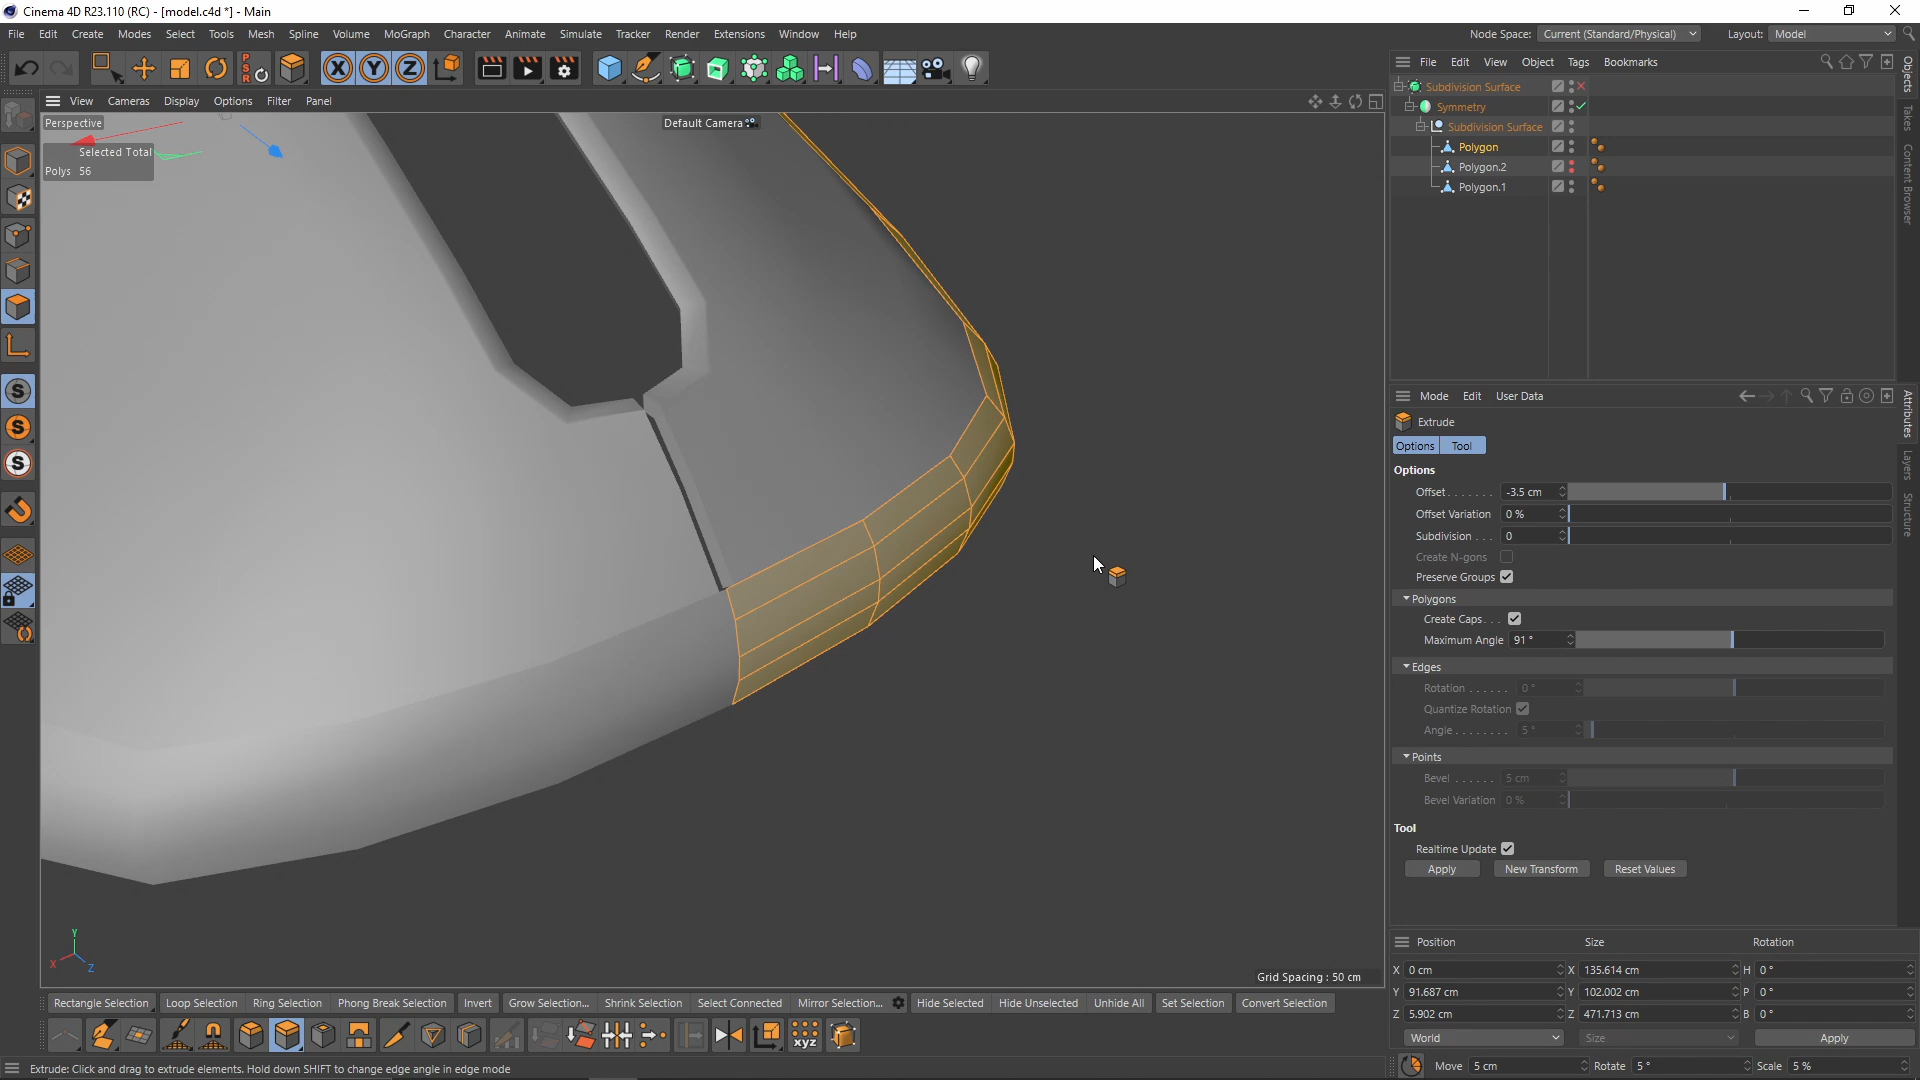 Cinema 4D R23.110 (RC) - [model.c4d *] - Main
File Edit Create Modes Select Tools Mesh Spline Volume MoGraph Character Animate Simulate Tracker Render Extensions Window Help
Node Space: Current (Standard/Physical) Layout: Model
PSR X Y Z
File Edit View Object Tags Bookmarks
View Cameras Display Options Filter Panel
Perspective
Default Camera
Selected Total
Polys 56
Subdivision Surface
Symmetry
Subdivision Surface
Polygon
Polygon.2
Polygon.1
Objects
Takes
Content Browser
Mode Edit User Data
Attributes
Layers
Structure
Extrude
Options Tool
Options
Offset....... -3.5 cm
Offset Variation 0 %
Subdivision ... 0
Create N-gons
Preserve Groups
Polygons
Create Caps...
Maximum Angle 91 °
Edges
Rotation ...... 0 °
Quantize Rotation
Angle......... 5 °
Points
Bevel ...... 5 cm
Bevel Variation 0 %
Tool
Realtime Update
Apply New Transform Reset Values
S
S
S
Y
X
Z
Grid Spacing : 50 cm
Position Size Rotation
X 0 cm X 135.614 cm H 0 °
Y 91.687 cm Y 102.002 cm P 0 °
Z 5.902 cm Z 471.713 cm B 0 °
World Size Apply
Rectangle Selection Loop Selection Ring Selection Phong Break Selection Invert Grow Selection... Shrink Selection Select Connected Mirror Selection... Hide Selected Hide Unselected Unhide All Set Selection Convert Selection
xyz
Extrude: Click and drag to extrude elements. Hold down SHIFT to change edge angle in edge mode
Move 5 cm Rotate 5 ° Scale 5 %